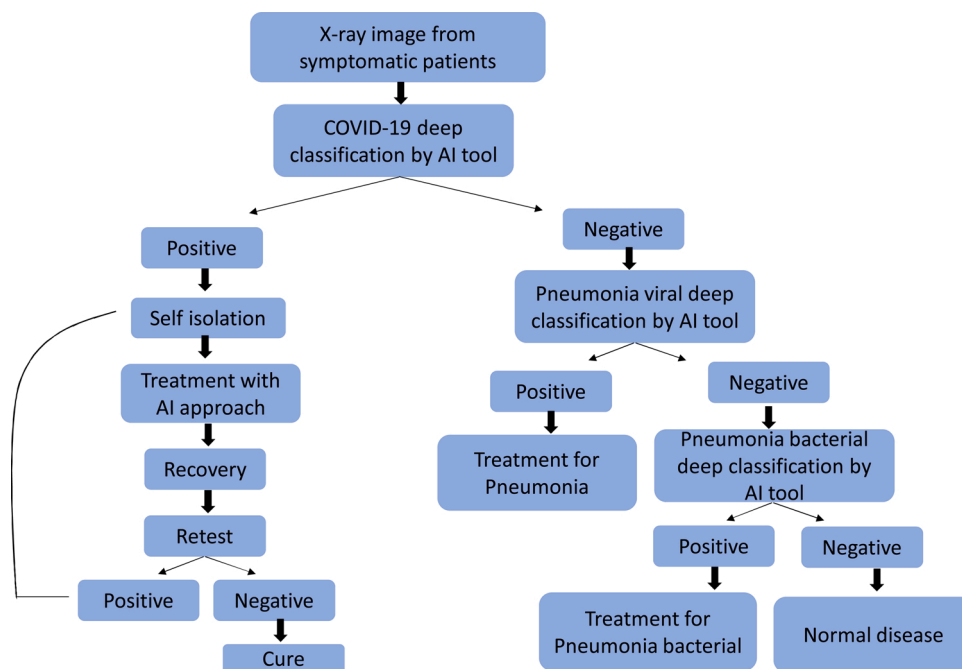 X-ray image from
symptomatic patients
COVID-19 deep
classification by AI tool
Positive
Negative
Self isolation
Pneumonia viral deep
classification by AI tool
Treatment with
AI approach
Positive
Negative
Recovery
Treatment for
Pneumonia
Pneumonia bacterial
deep classification by
AI tool
Retest
Positive
Negative
Positive
Negative
Treatment for
Pneumonia bacterial
Normal disease
Cure